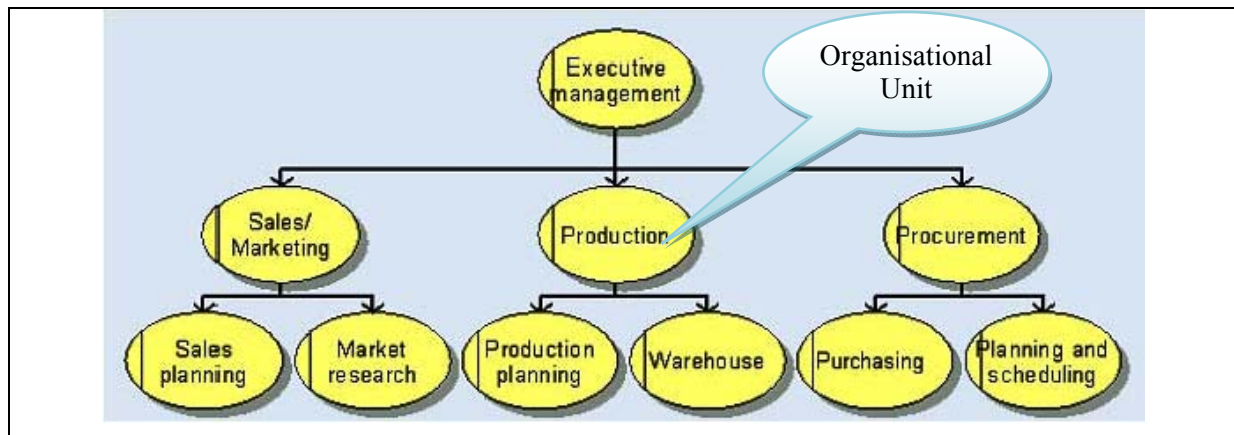 Organisational
Unit
Executive
management
Sales/
Marketing
Production
Procurement
Sales
planning
Market
research
Production
planning
Warehouse
Purchasing
Planning and
scheduling